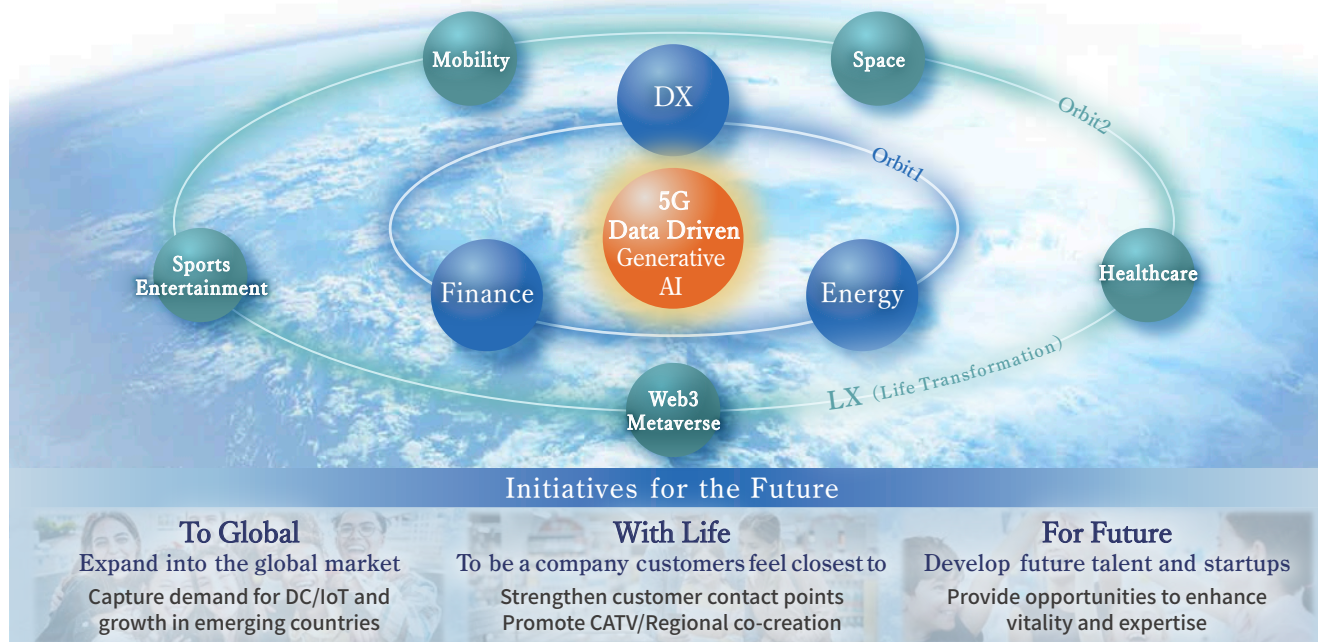 Mobility
Space
DX
Orbit2
Orbit1
5G
Data Driven
Generative
AI
Sports
Entertainment
Finance
Energy
Healthcare
LX (Life Transformation)
Web3
Metaverse
Initiatives for the Future
To Global
Expand into the global market
Capture demand for DC/IoT and
growth in emerging countries
With Life
To be a company customers feel closest to
Strengthen customer contact points
Promote CATV/Regional co-creation
For Future
Develop future talent and startups
Provide opportunities to enhance
vitality and expertise